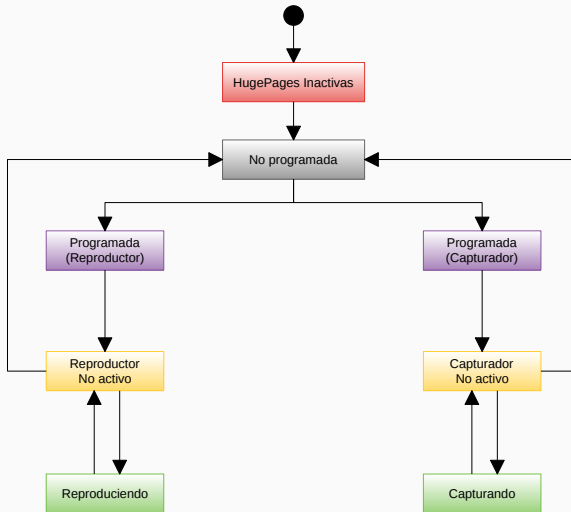 HugePages Inactivas
No programada
Programada
(Reproductor)
Programada
(Capturador)
Reproductor
No activo
Capturador
No activo
Reproduciendo
Capturando